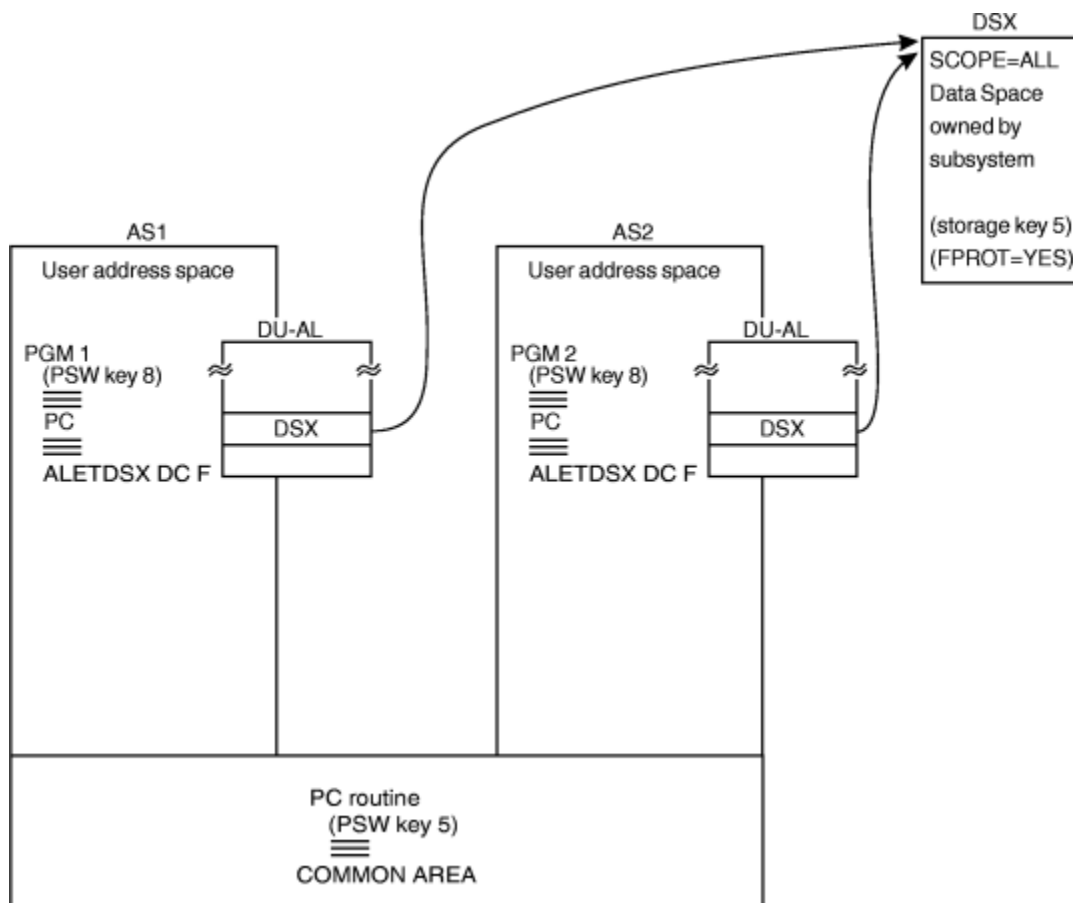 DSX
SCOPE=ALL
Data Space
owned by
subsystem
(storage key 5)
(FPROT=YES)
AS1
User address space
DU-AL
PGM 1
(PSW key 8)
PC
DSX
ALETDSX DC F
AS2
User address space
DU-AL
PGM 2
(PSW key 8)
PC
DSX
ALETDSX DC F
PC routine
(PSW key 5)
COMMON AREA